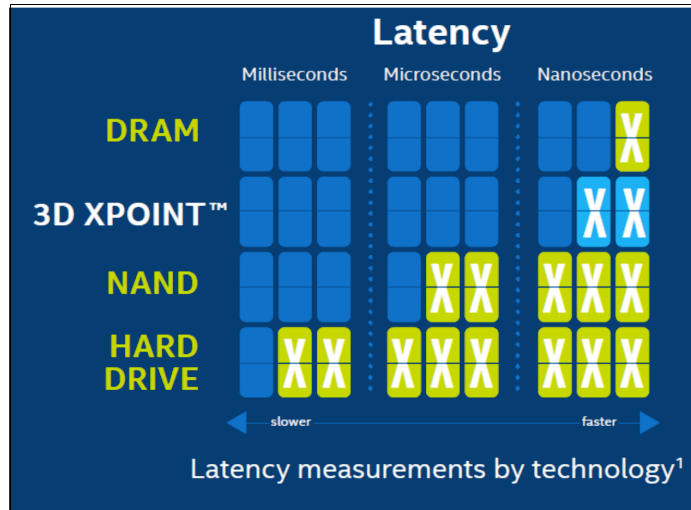 Latency
Milliseconds Microseconds Nanoseconds
DRAM X
3D XPOINT™ X X
NAND X X X X X
HARD
DRIVE X X X X X X X X
slower faster
Latency measurements by technology¹